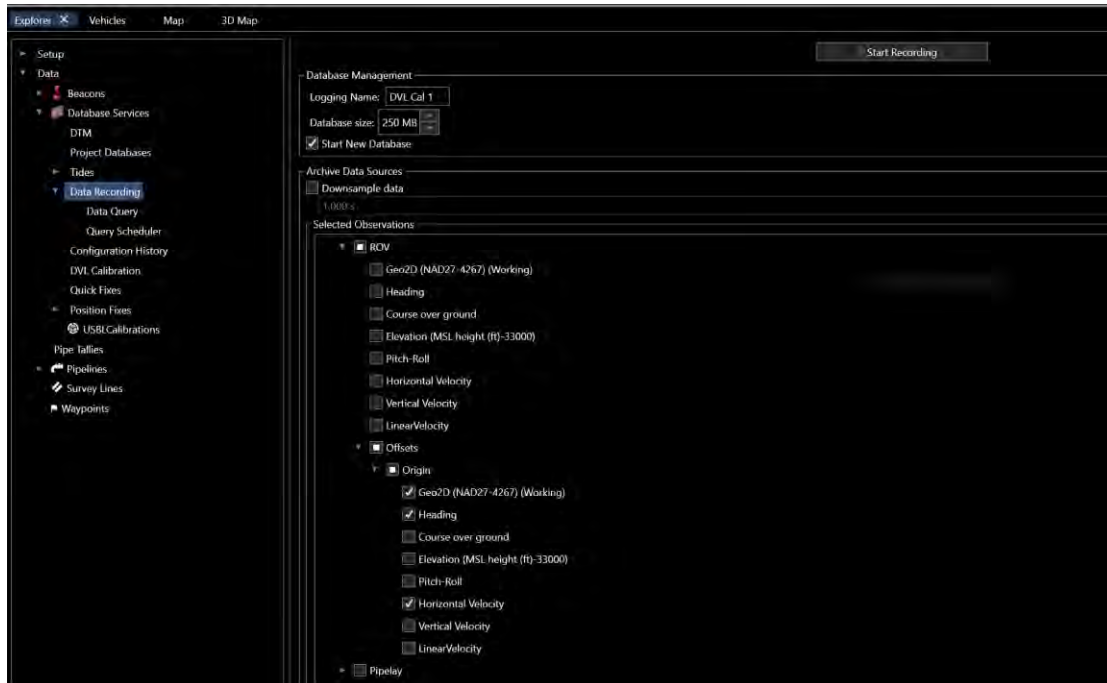 Explorer Vehicles Map 3D Map
Setup
Data
Beacons
Database Services
DTM
Project Databases
Tides
Data Recording
Data Query
Query Scheduler
Configuration History
DVL Calibration
Quick Fixes
Position Fixes
USBLCalibrations
Pipe Tallies
Pipelines
Survey Lines
Waypoints
Start Recording
Database Management
Logging Name: DVL Cal 1
Database size: 250 MB
Start New Database
Archive Data Sources
Downsample data
1.000 s
Selected Observations
ROV
Geo2D (NAD27-4267) (Working)
Heading
Course over ground
Elevation (MSL height (ft)-33000)
Pitch-Roll
Horizontal Velocity
Vertical Velocity
LinearVelocity
Offsets
Origin
Geo2D (NAD27-4267) (Working)
Heading
Course over ground
Elevation (MSL height (ft)-33000)
Pitch-Roll
Horizontal Velocity
Vertical Velocity
LinearVelocity
Pipelay